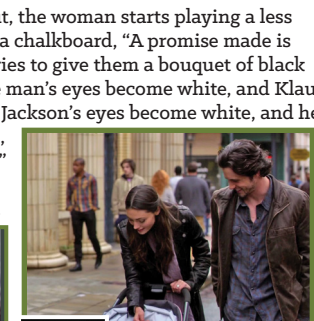 t, the woman starts playing a less
a chalkboard, “A promise made is
ries to give them a bouquet of black
man’s eyes become white, and Klau
Jackson’s eyes become white, and he